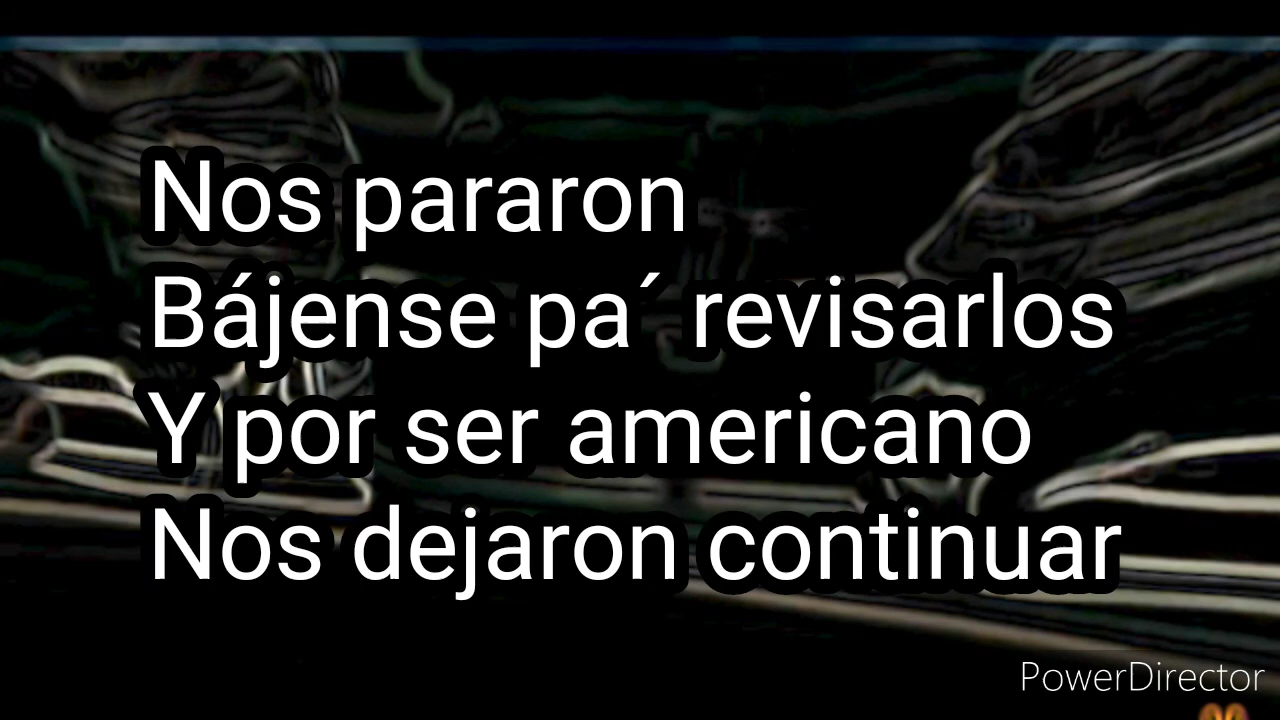 Nos pararon
Bájense pa´ revisarlos
Y por ser americano
Nos dejaron continuar
PowerDirector